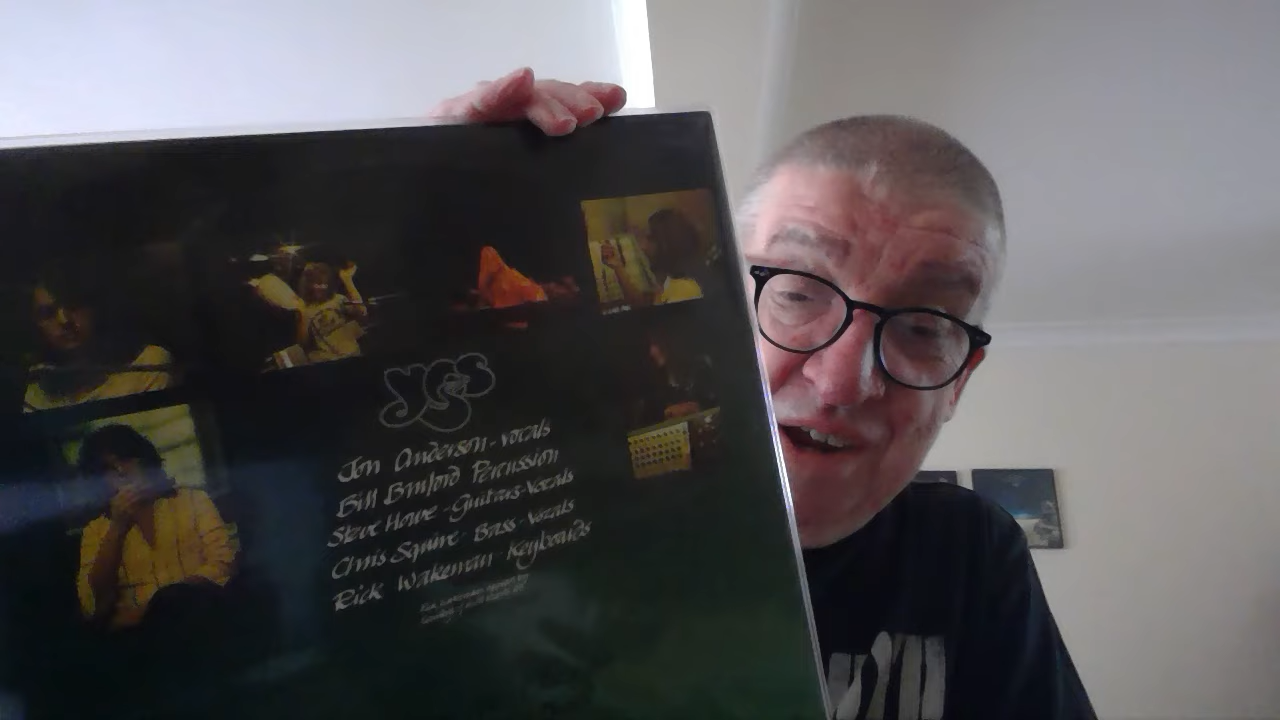 yes
Jon Anderson - vocals
Bill Bruford Percussion
Steve Howe - Guitars - Vocals
Chris Squire - Bass - Vocals
Rick Wakeman - Keyboards